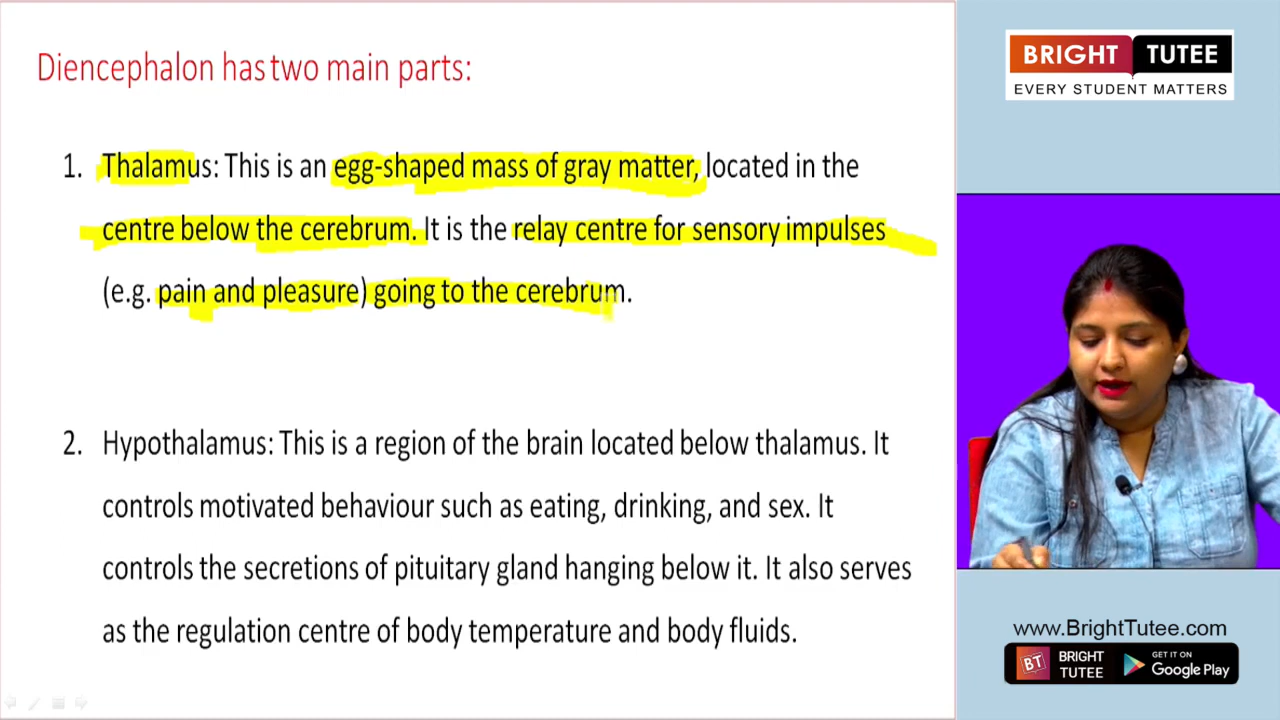 Diencephalon has two main parts:
1. Thalamus: This is an egg-shaped mass of gray matter, located in the
centre below the cerebrum. It is the relay centre for sensory impulses
(e.g. pain and pleasure) going to the cerebrum.
2. Hypothalamus: This is a region of the brain located below thalamus. It
controls motivated behaviour such as eating, drinking, and sex. It
controls the secretions of pituitary gland hanging below it. It also serves
as the regulation centre of body temperature and body fluids.
BRIGHT TUTEE
EVERY STUDENT MATTERS
www.BrightTutee.com
BT
BRIGHT
TUTEE
GET IT ON
Google Play